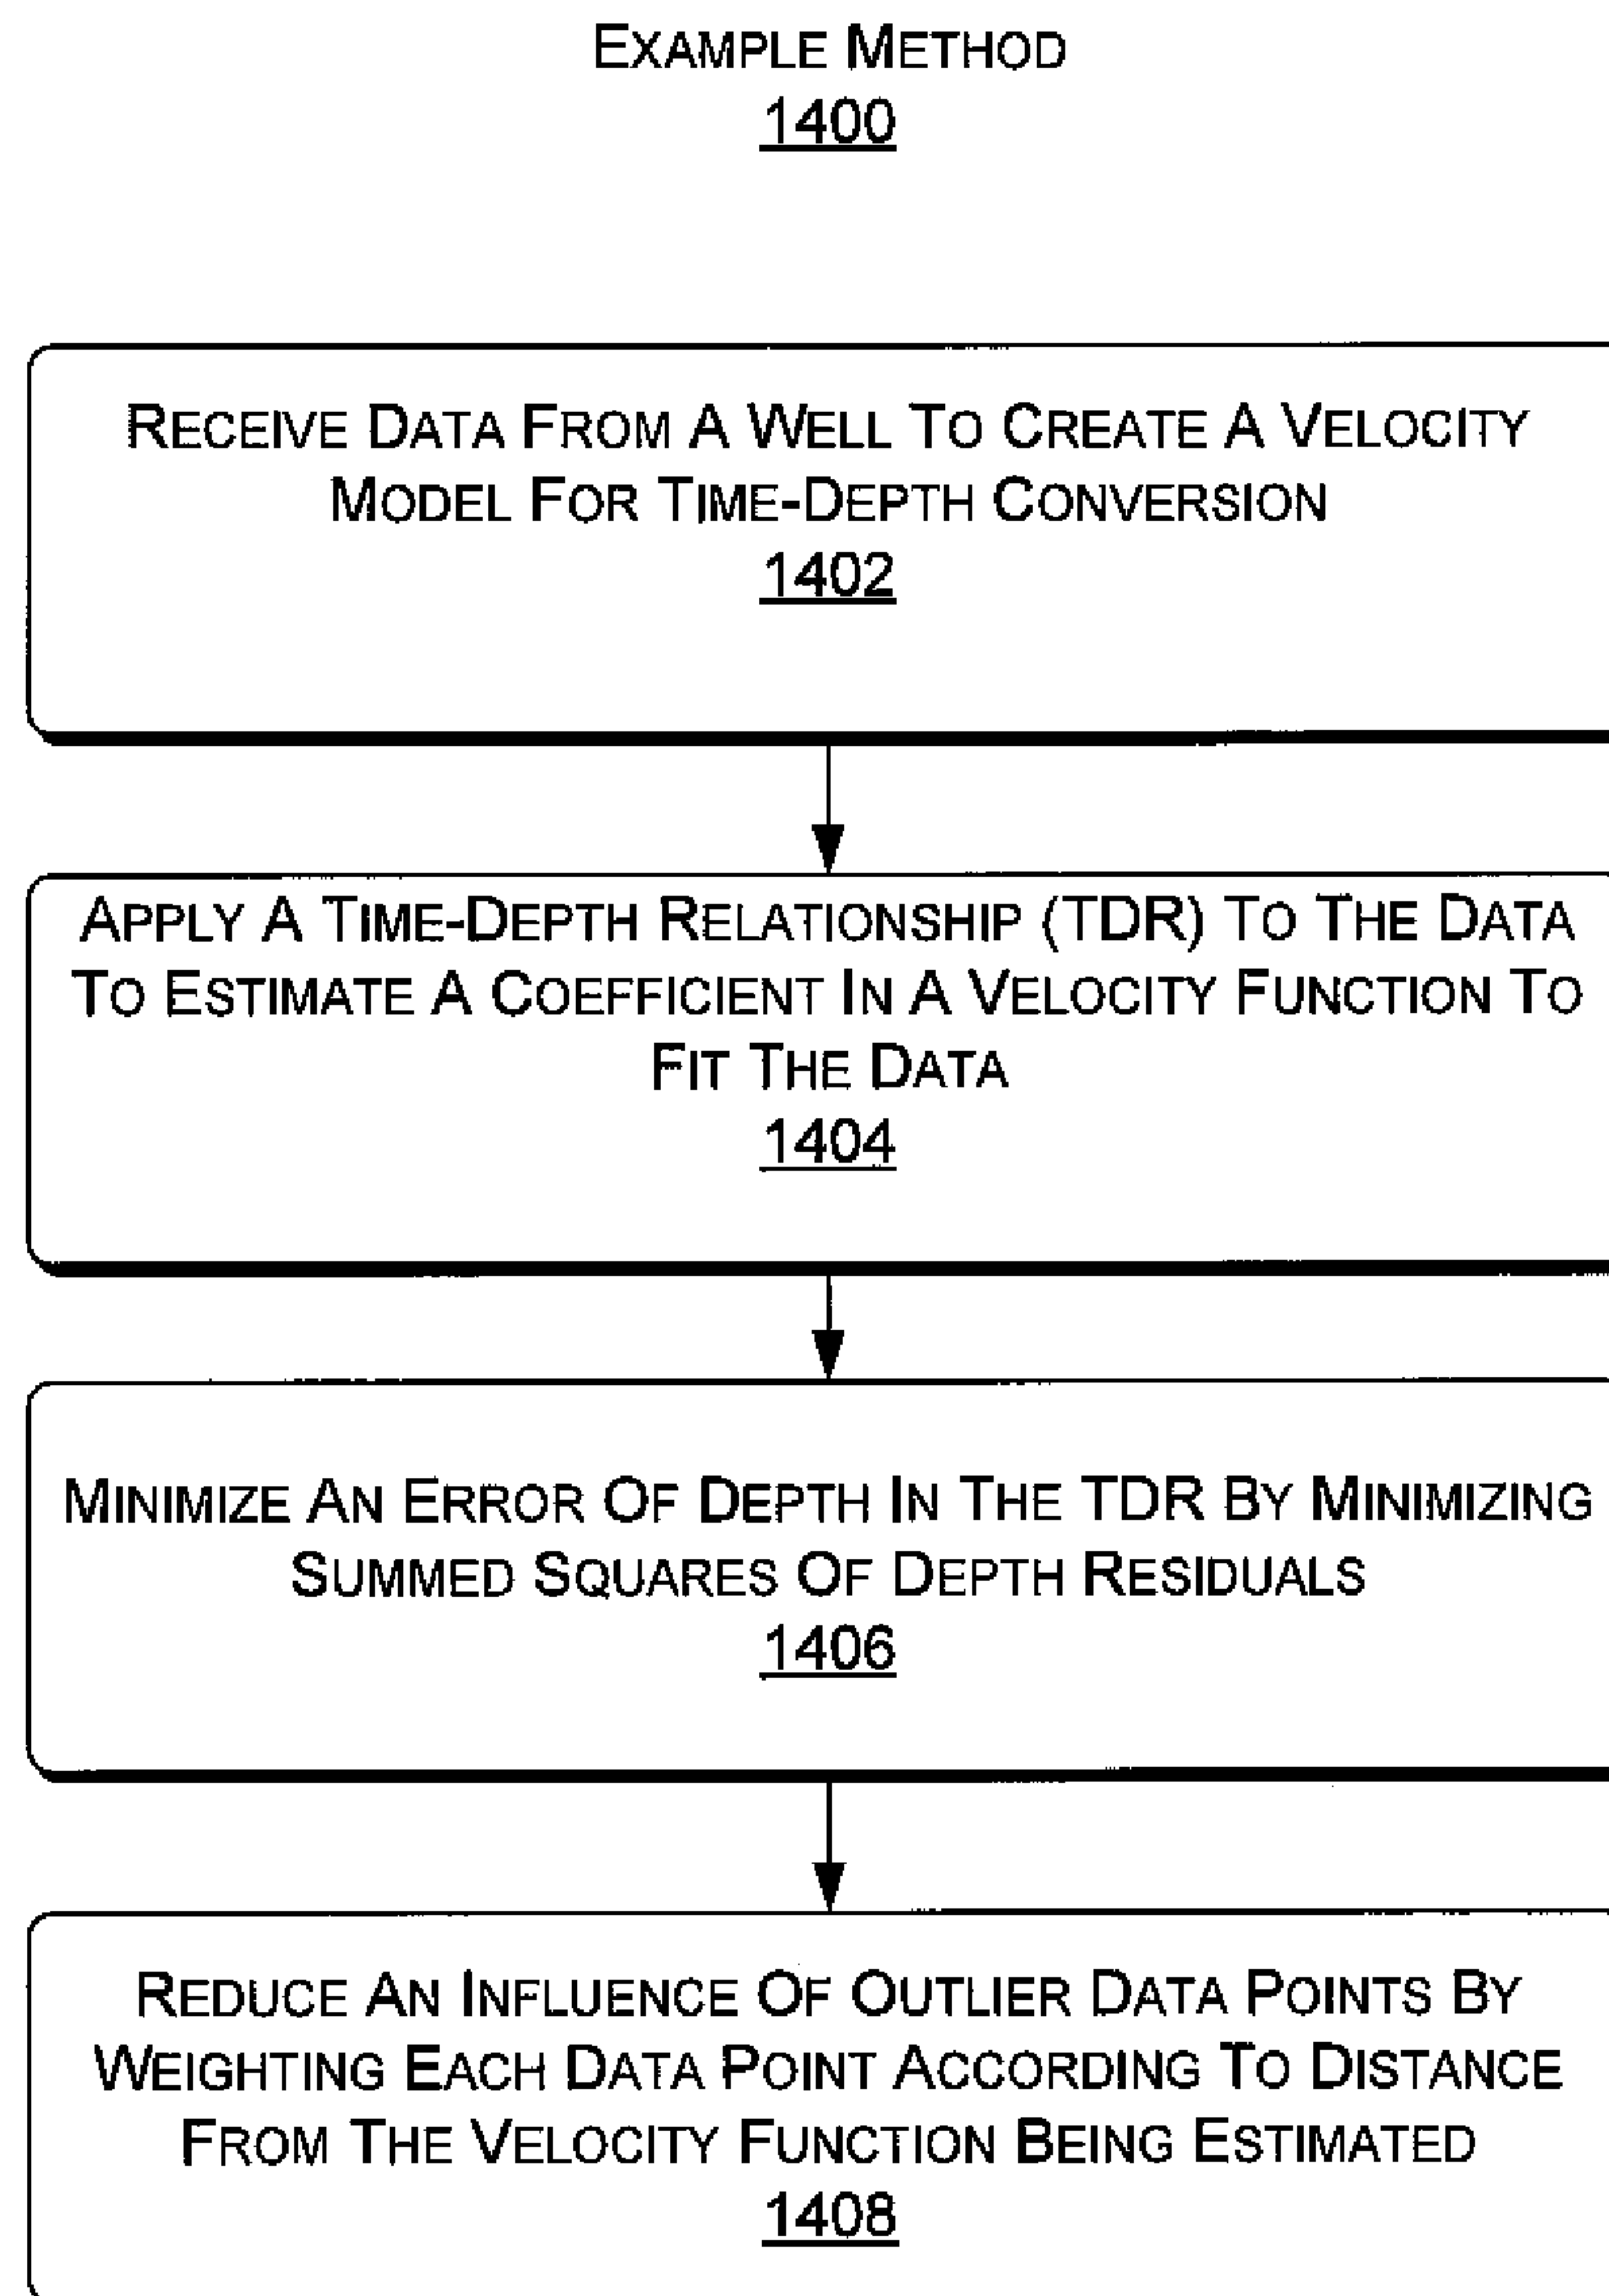 EXAMPLE METHOD
1400
RECEIVE DATA FROM A WELL TO CREATE A VELOCITY
MODEL FOR TIME-DEPTH CONVERSION
1402
APPLY A TIME-DEPTH RELATIONSHIP (TDR) TO THE DATA
TO ESTIMATE A COEFFICIENT IN A VELOCITY FUNCTION TO
FIT THE DATA
1404
MINIMIZE AN ERROR OF DEPTH IN THE TDR BY MINIMIZING
SUMMED SQUARES OF DEPTH RESIDUALS
1406
REDUCE AN INFLUENCE OF OUTLIER DATA POINTS BY
WEIGHTING EACH DATA POINT ACCORDING TO DISTANCE
FROM THE VELOCITY FUNCTION BEING ESTIMATED
1408